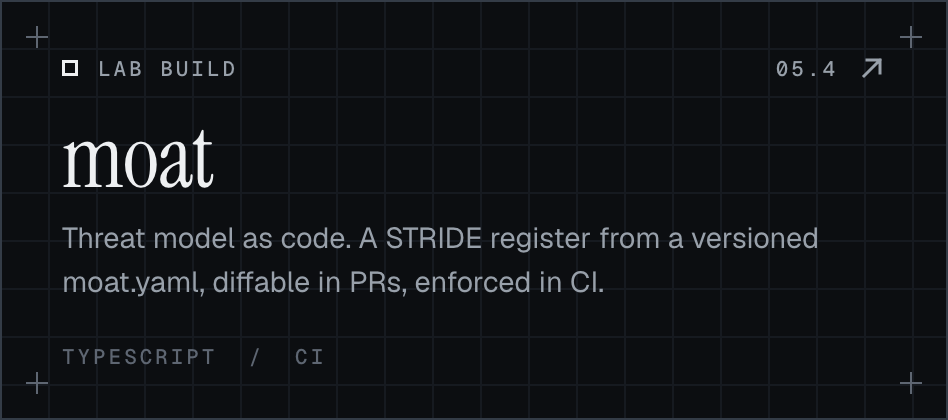 LAB BUILD
05.4
moat
Threat model as code. A STRIDE register from a versioned
moat.yaml, diffable in PRs, enforced in CI.
TYPESCRIPT / CI